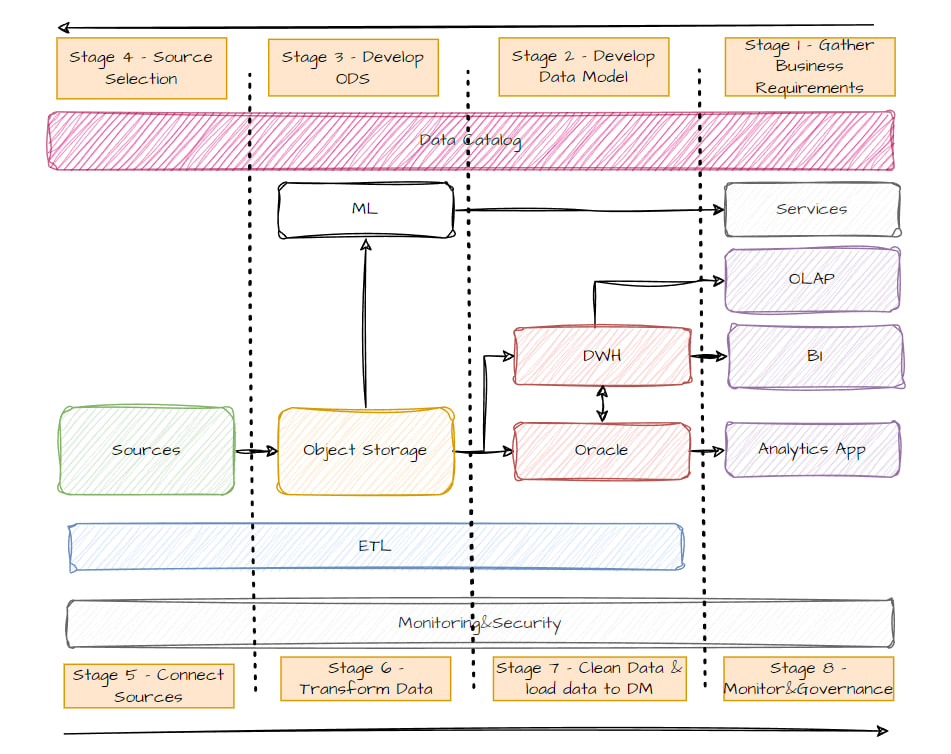 Stage 4 - Source
Selection
Stage 3 - Develop
ODS
Stage 2 - Develop
Data Model
Stage 1 - Gather
Business
Requirements
Data Catalog
ML
Services
OLAP
DWH
BI
Sources
Object Storage
Oracle
Analytics App
ETL
Monitoring&Security
Stage 5 - Connect
Sources
Stage 6 -
Transform Data
Stage 7 - Clean Data &
load data to DM
Stage 8 -
Monitor&Governance